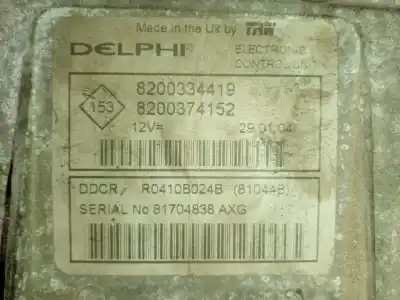 Made in the UK by TRW
DELPHI
ELECTRONIC
CONTROL UNIT
153
8200334419
8200374152
12V=
29.01.04
DDCR
R0410B024B (81044B)
SERIAL No 81704838 AXG